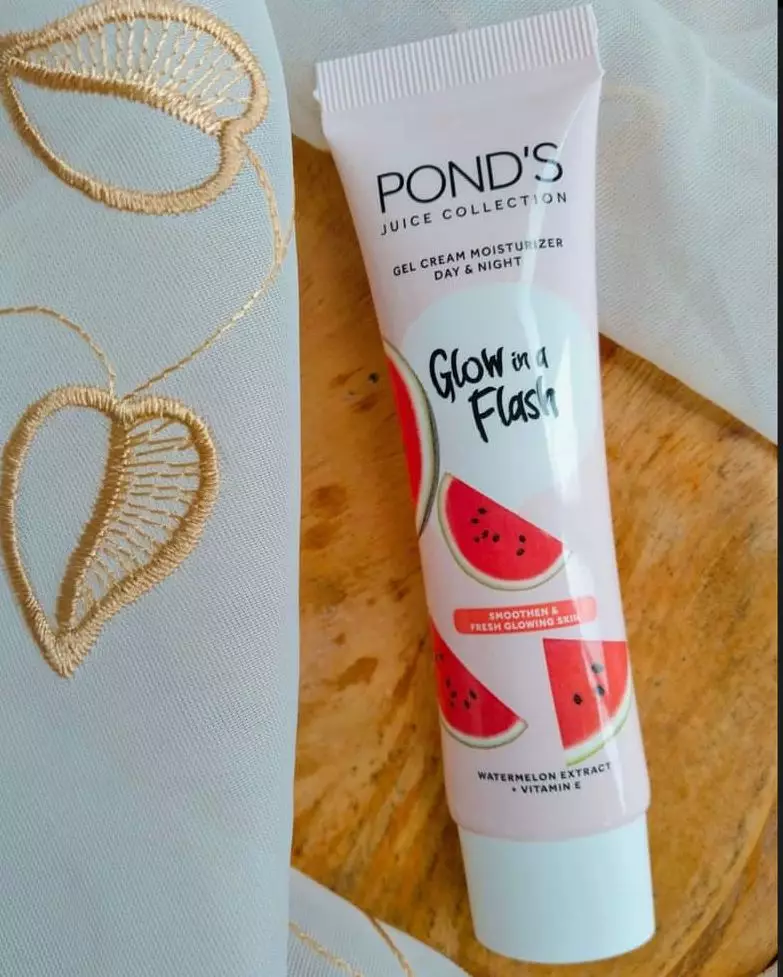 POND'S
JUICE COLLECTION
GEL CREAM MOISTURIZER
DAY & NIGHT
Glow in a
Flash
SMOOTHEN &
FRESH GLOWING SKIN
WATERMELON EXTRACT
+ VITAMIN E